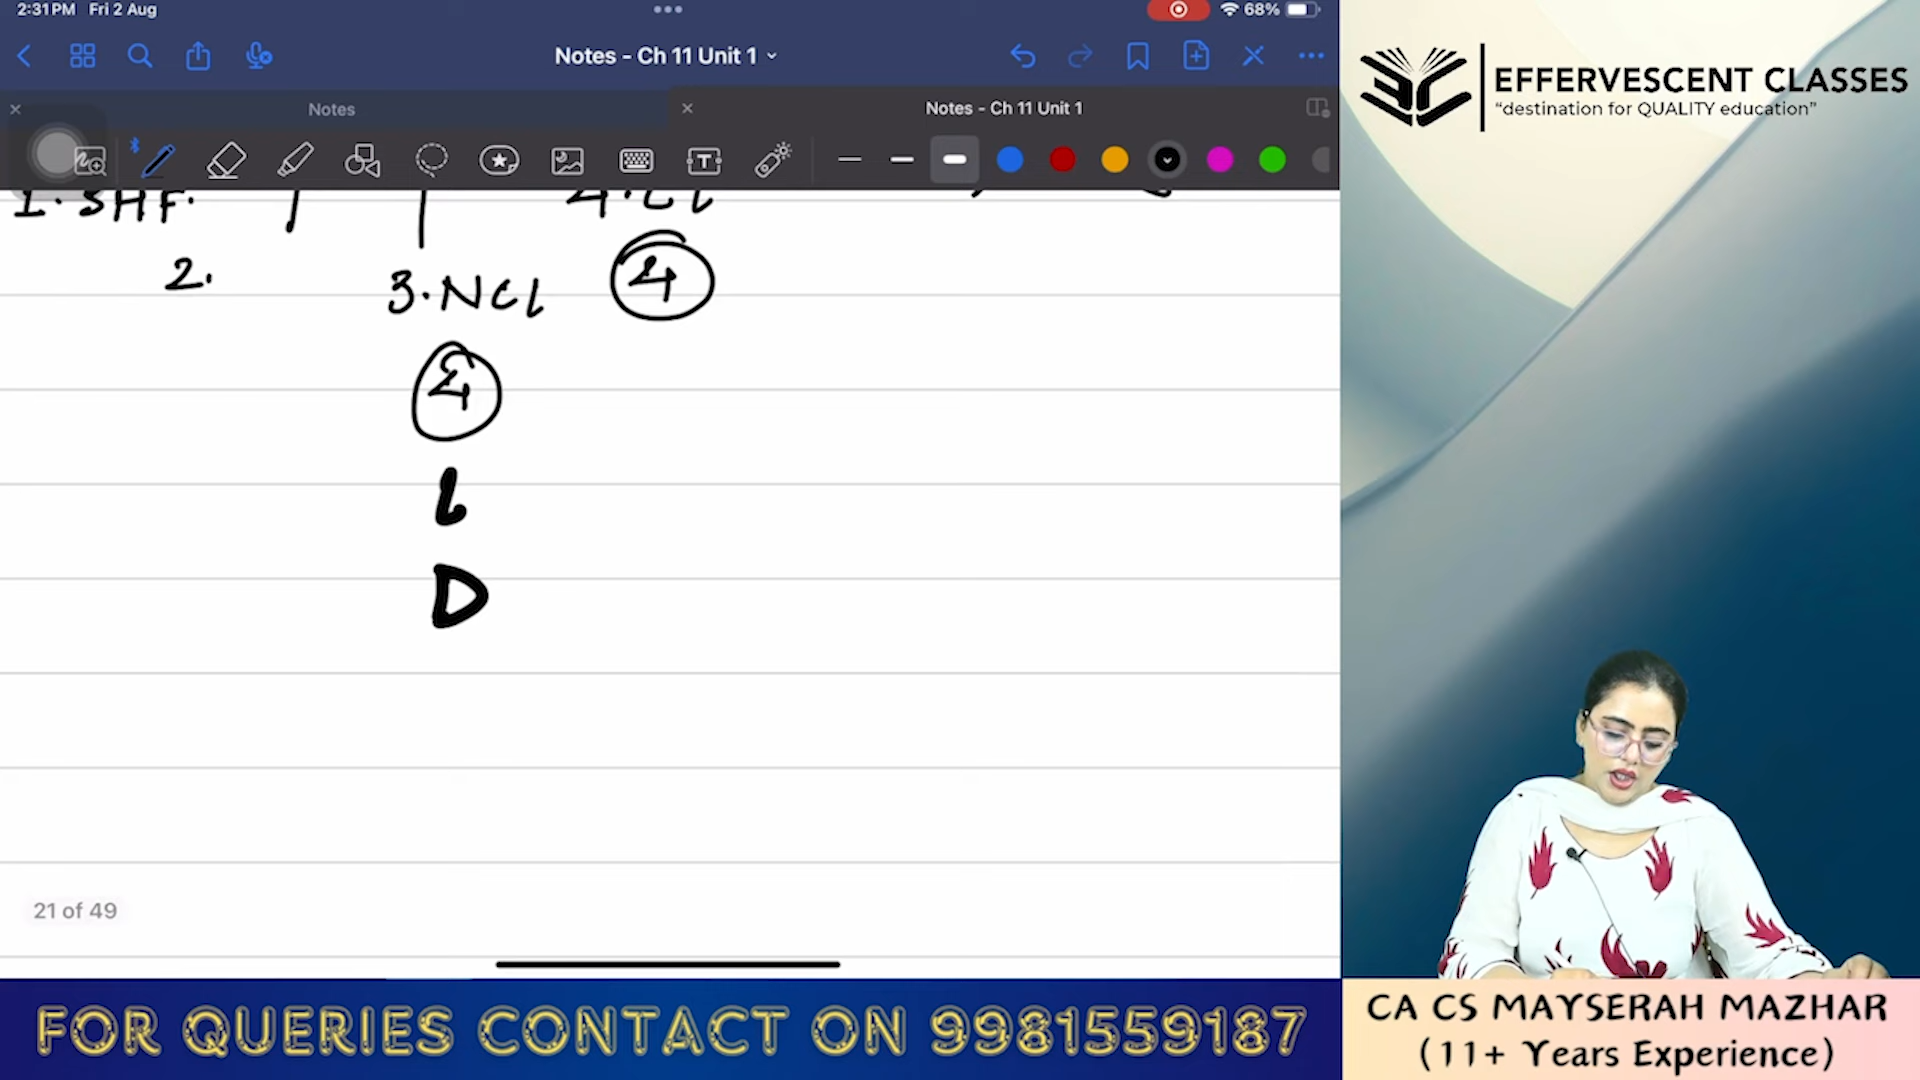 2:31 PM Fri 2 Aug
68%
Notes - Ch 11 Unit 1
Notes
Notes - Ch 11 Unit 1
1. SHF.
4. Cl
2.
3. NCl
4
4
L
D
21 of 49
EFFERVESCENT CLASSES
"destination for QUALITY education"
FOR QUERIES CONTACT ON 9981559187
CA CS MAYSERAH MAZHAR
(11+ Years Experience)